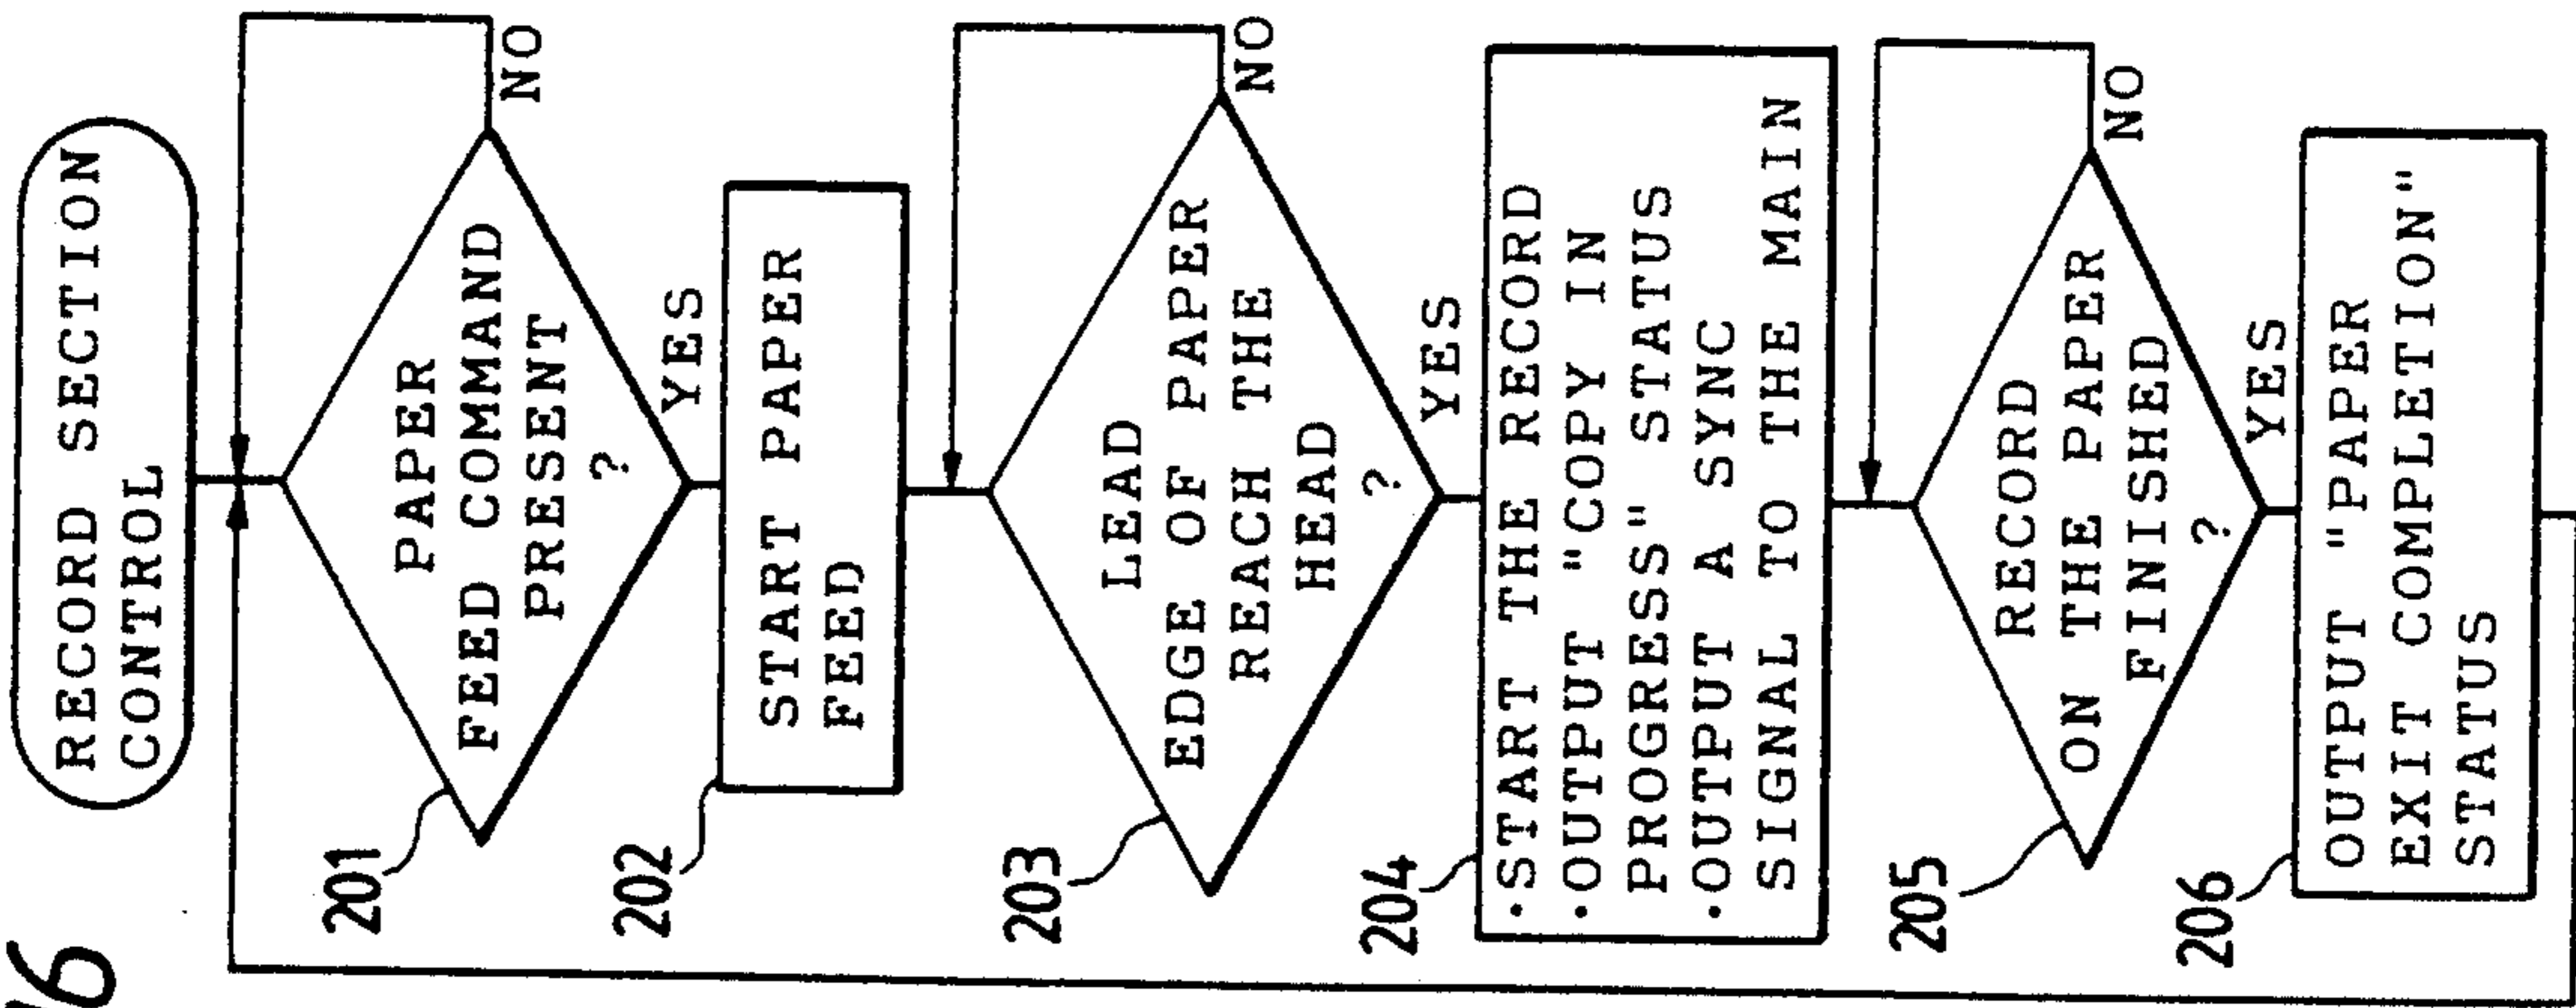 16
RECORD SECTION
CONTROL
201
PAPER
FEED COMMAND
PRESENT
?
NO
YES
202
START PAPER
FEED
203
LEAD
EDGE OF PAPER
REACH THE
HEAD
?
NO
YES
204
·START THE RECORD
·OUTPUT "COPY IN
PROGRESS" STATUS
·OUTPUT A SYNC
SIGNAL TO THE MAIN
205
RECORD
ON THE PAPER
FINISHED
?
NO
YES
206
OUTPUT "PAPER
EXIT COMPLETION"
STATUS